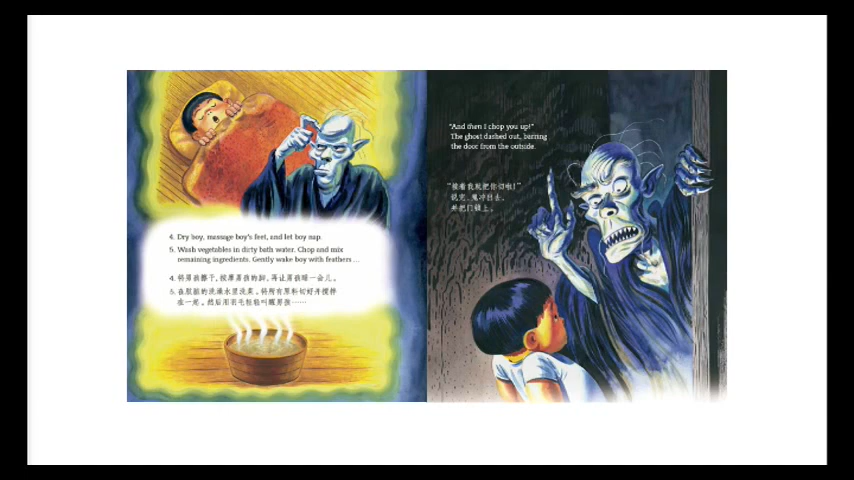 4. Dry boy, massage boy's feet, and let boy nap.
5. Wash vegetables in dirty bath water. Chop and mix
remaining ingredients. Gently wake boy with feathers ...
4. 将男孩擦干，按摩男孩的脚，再让男孩睡一会儿。
5. 在肮脏的洗澡水里洗菜。将所有原料切好并搅拌
在一起。然后用羽毛轻轻叫醒男孩……
"And then I chop you up!"
The ghost dashed out, barring
the door from the outside.
"接着我就把你切啦！"
说完，鬼冲出去，
并把门锁上。